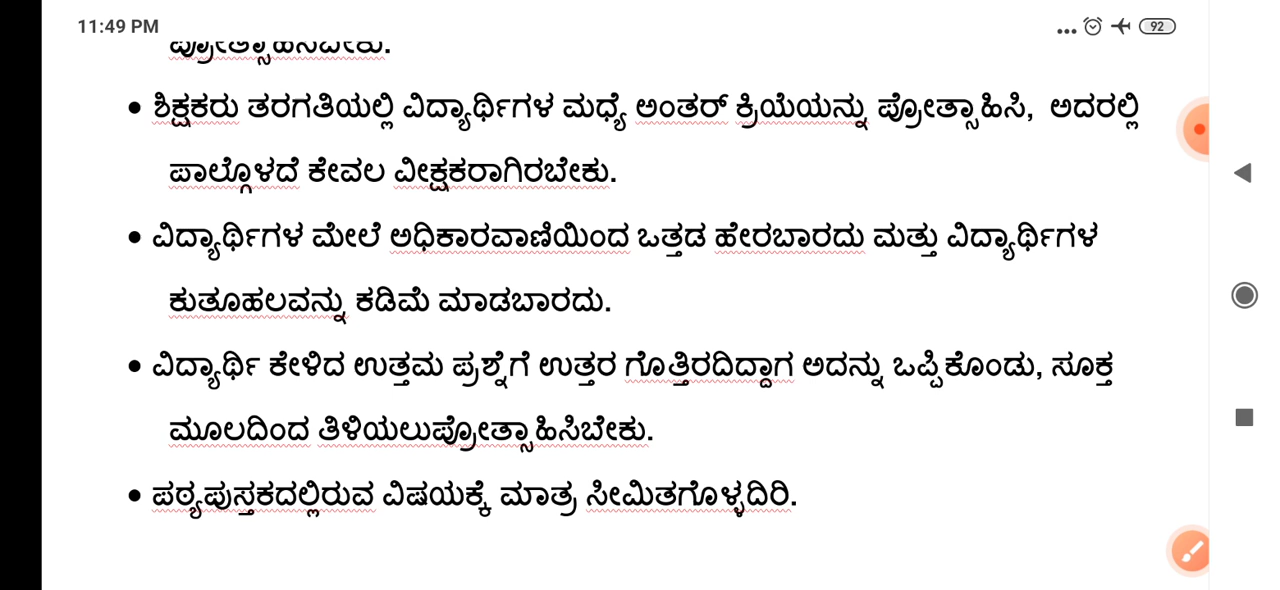 11:49 PM
92
ಪ್ರೋತ್ಸಾಹಿಸಬೇಕು.
• ಶಿಕ್ಷಕರು ತರಗತಿಯಲ್ಲಿ ವಿದ್ಯಾರ್ಥಿಗಳ ಮಧ್ಯೆ ಅಂತರ್ ಕ್ರಿಯೆಯನ್ನು ಪ್ರೋತ್ಸಾಹಿಸಿ, ಅದರಲ್ಲಿ
ಪಾಲ್ಗೊಳದೆ ಕೇವಲ ವೀಕ್ಷಕರಾಗಿರಬೇಕು.
• ವಿದ್ಯಾರ್ಥಿಗಳ ಮೇಲೆ ಅಧಿಕಾರವಾಣಿಯಿಂದ ಒತ್ತಡ ಹೇರಬಾರದು ಮತ್ತು ವಿದ್ಯಾರ್ಥಿಗಳ
ಕುತೂಹಲವನ್ನು ಕಡಿಮೆ ಮಾಡಬಾರದು.
• ವಿದ್ಯಾರ್ಥಿ ಕೇಳಿದ ಉತ್ತಮ ಪ್ರಶ್ನೆಗೆ ಉತ್ತರ ಗೊತ್ತಿರದಿದ್ದಾಗ ಅದನ್ನು ಒಪ್ಪಿಕೊಂಡು, ಸೂಕ್ತ
ಮೂಲದಿಂದ ತಿಳಿಯಲುಪ್ರೋತ್ಸಾಹಿಸಿಬೇಕು.
• ಪಠ್ಯಪುಸ್ತಕದಲ್ಲಿರುವ ವಿಷಯಕ್ಕೆ ಮಾತ್ರ ಸೀಮಿತಗೊಳ್ಳದಿರಿ.